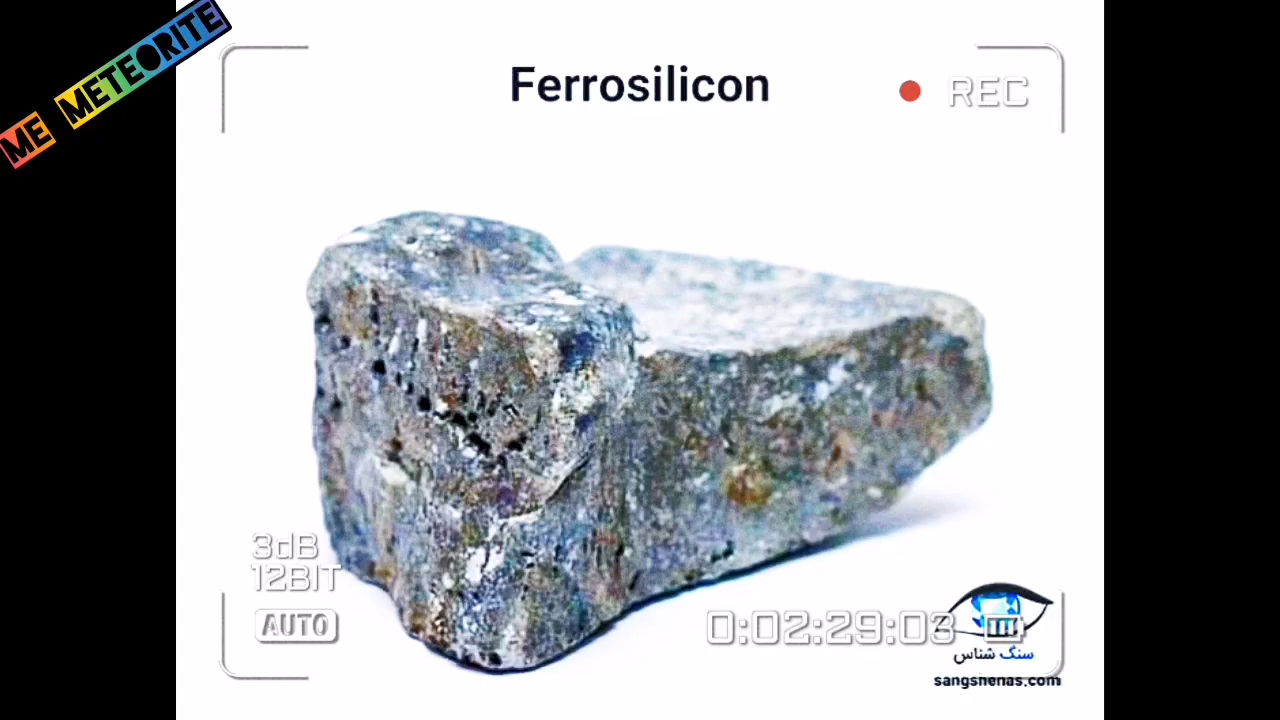 ME METEORITE
Ferrosilicon
REC
3dB
12BIT
AUTO
0:02:29:03
سنگ شناس
sangshenas.com